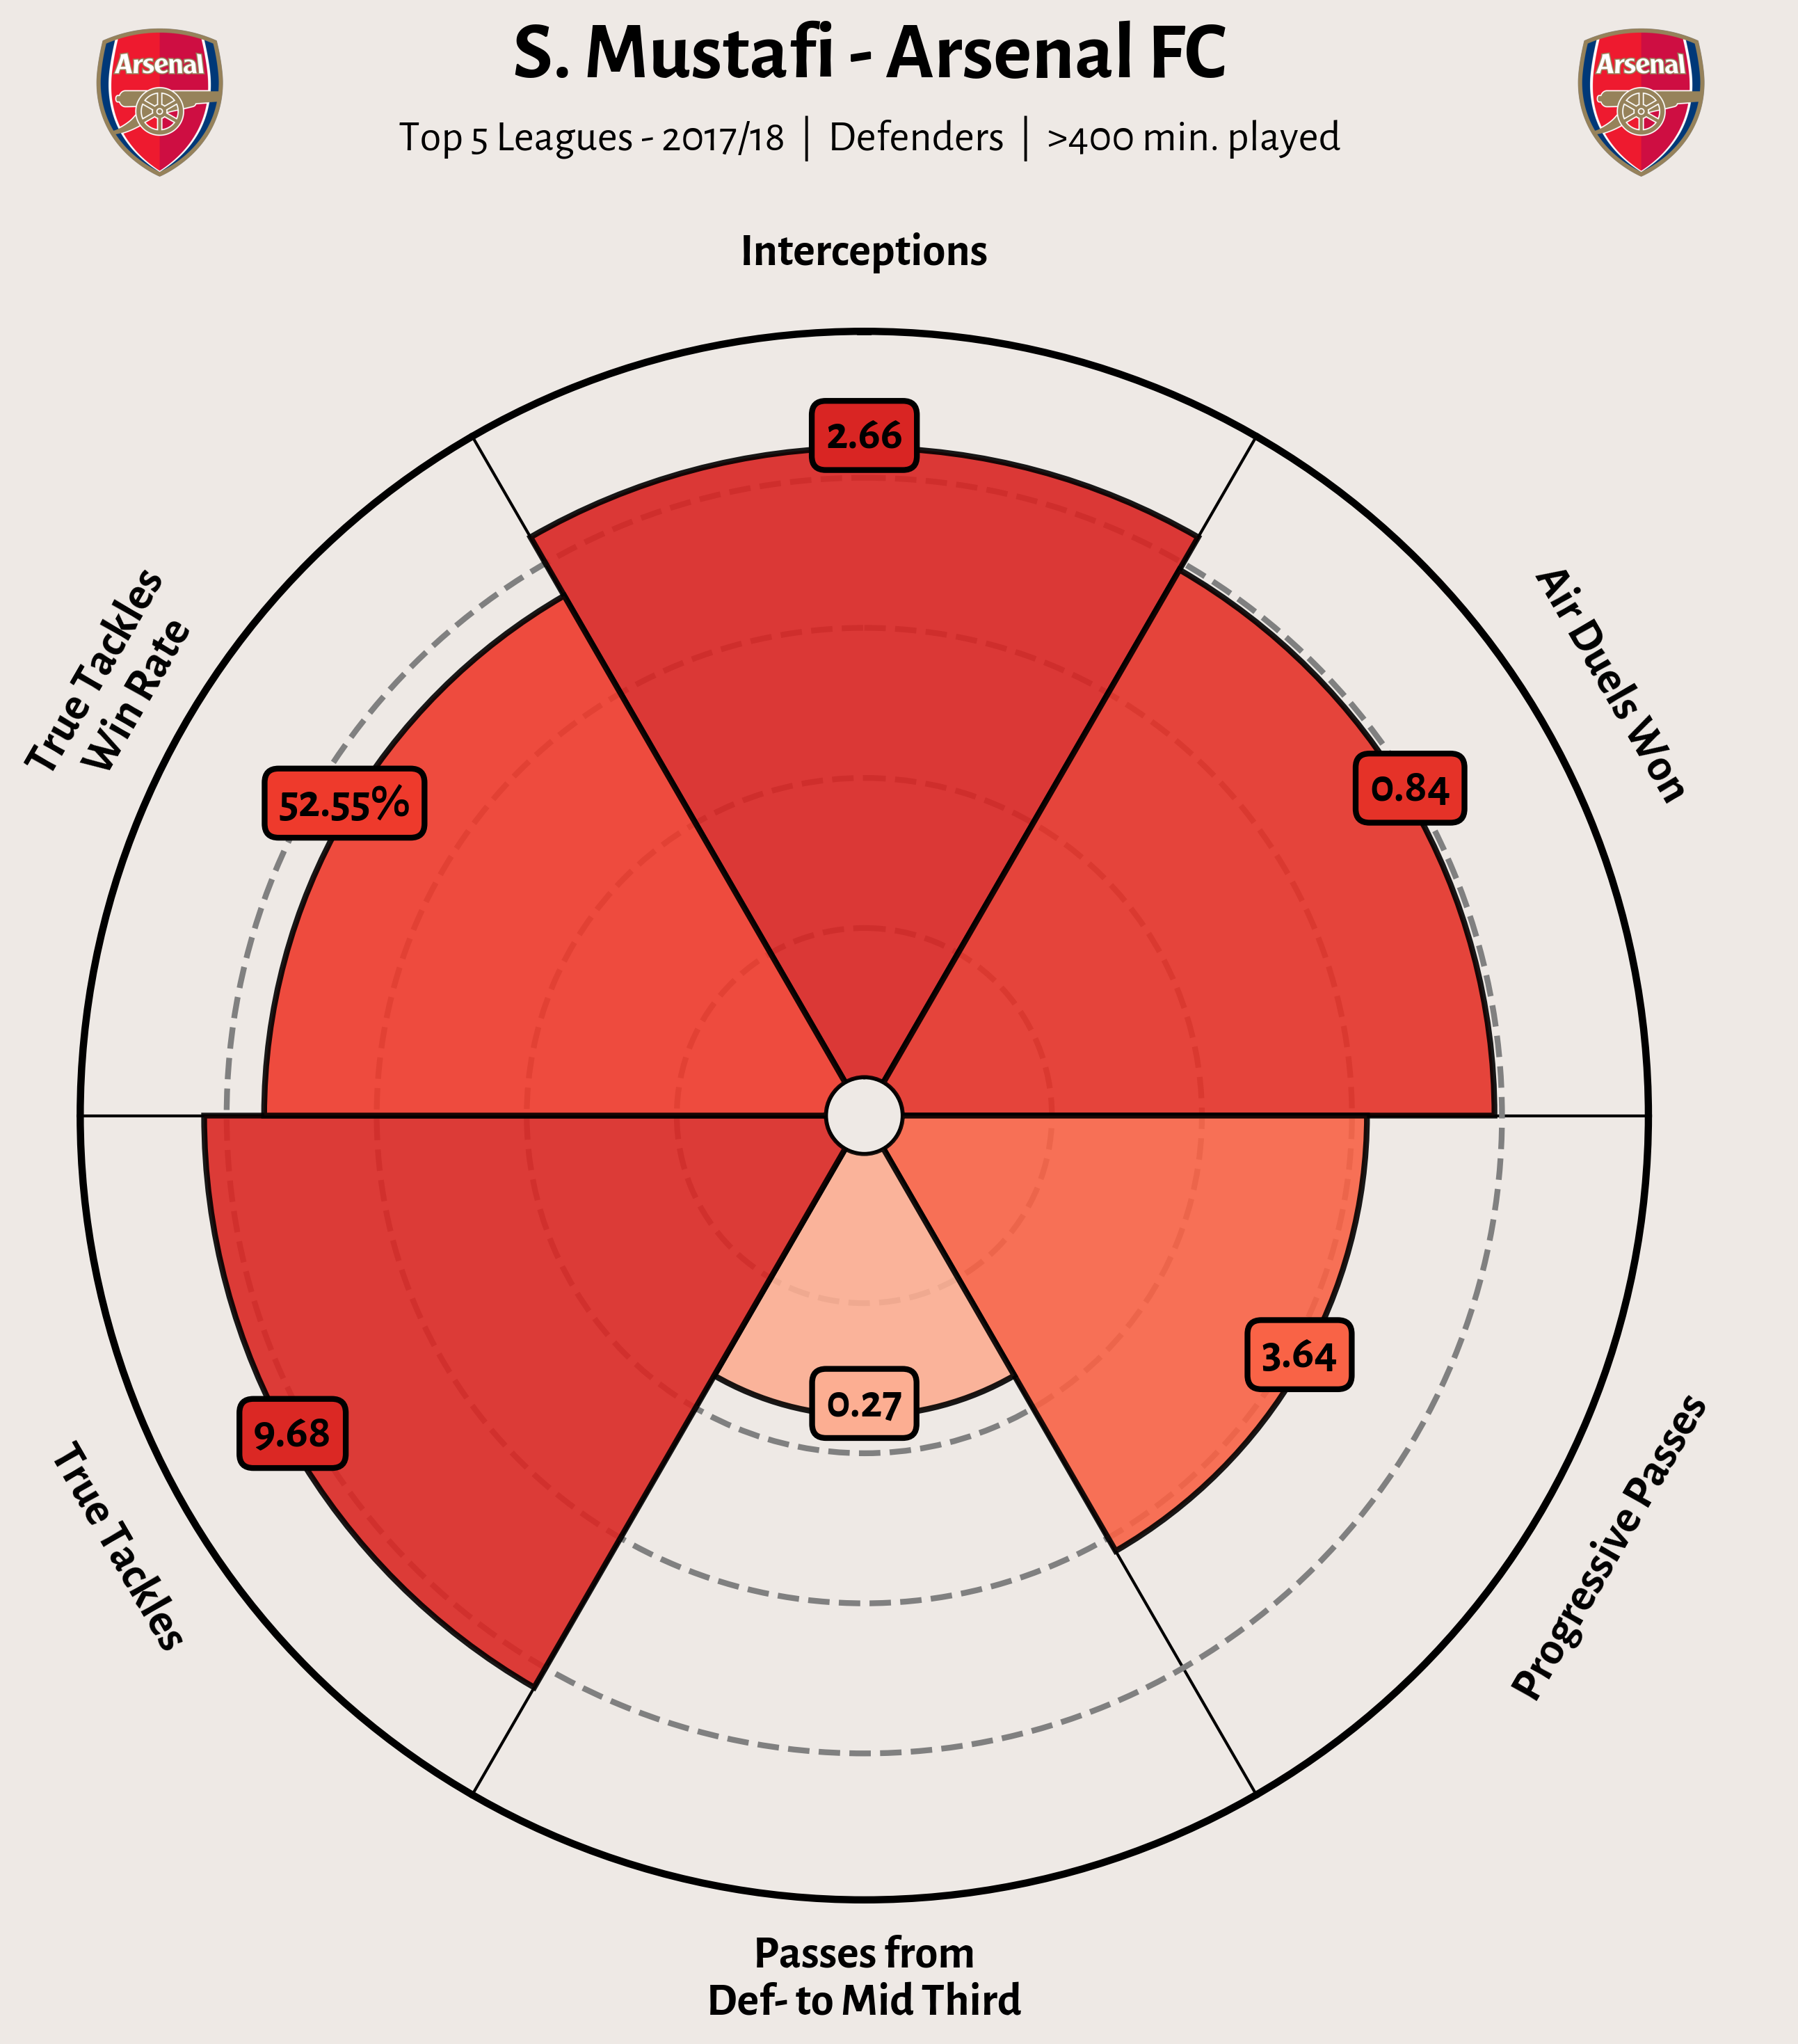 S. Mustafi - Arsenal FC
Arsenal
Arsenal
Top 5 Leagues - 2017/18 | Defenders | >400 min. played
Interceptions
2.66
True Tackles
Win Rate
52.55%
Air Duels Won
0.84
3.64
Progressive Passes
0.27
9.68
True Tackles
Passes from
Def- to Mid Third